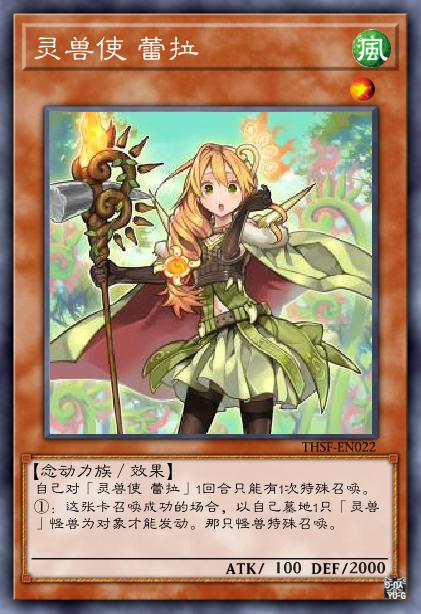 灵兽使 蕾拉
風
THSF-EN022
【念动力族／效果】
自己对「灵兽使 蕾拉」1回合只能有1次特殊召唤。
①：这张卡召唤成功的场合，以自己墓地1只「灵兽
」怪兽为对象才能发动。那只怪兽特殊召唤。
ATK/ 100 DEF/2000